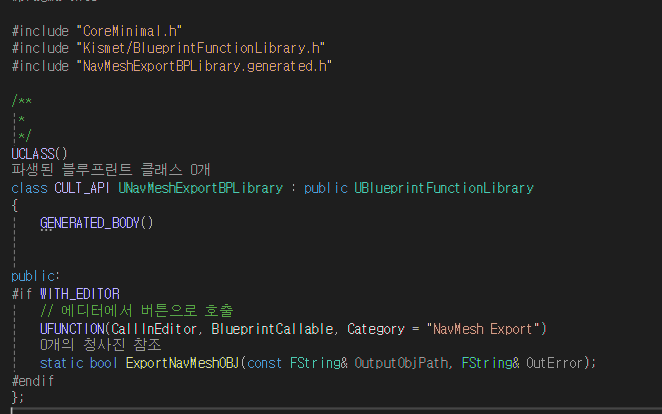 #include "CoreMinimal.h"
#include "Kismet/BlueprintFunctionLibrary.h"
#include "NavMeshExportBPLibrary.generated.h"
/**
*
*/
UCLASS()
파생된 블루프린트 클래스 0개
class CULT_API UNavMeshExportBPLibrary : public UBlueprintFunctionLibrary
{
GENERATED_BODY()
public:
#if WITH_EDITOR
// 에디터에서 버튼으로 호출
UFUNCTION(CallInEditor, BlueprintCallable, Category = "NavMesh Export")
0개의 청사진 참조
static bool ExportNavMeshOBJ(const FString& OutputObjPath, FString& OutError);
#endif
};